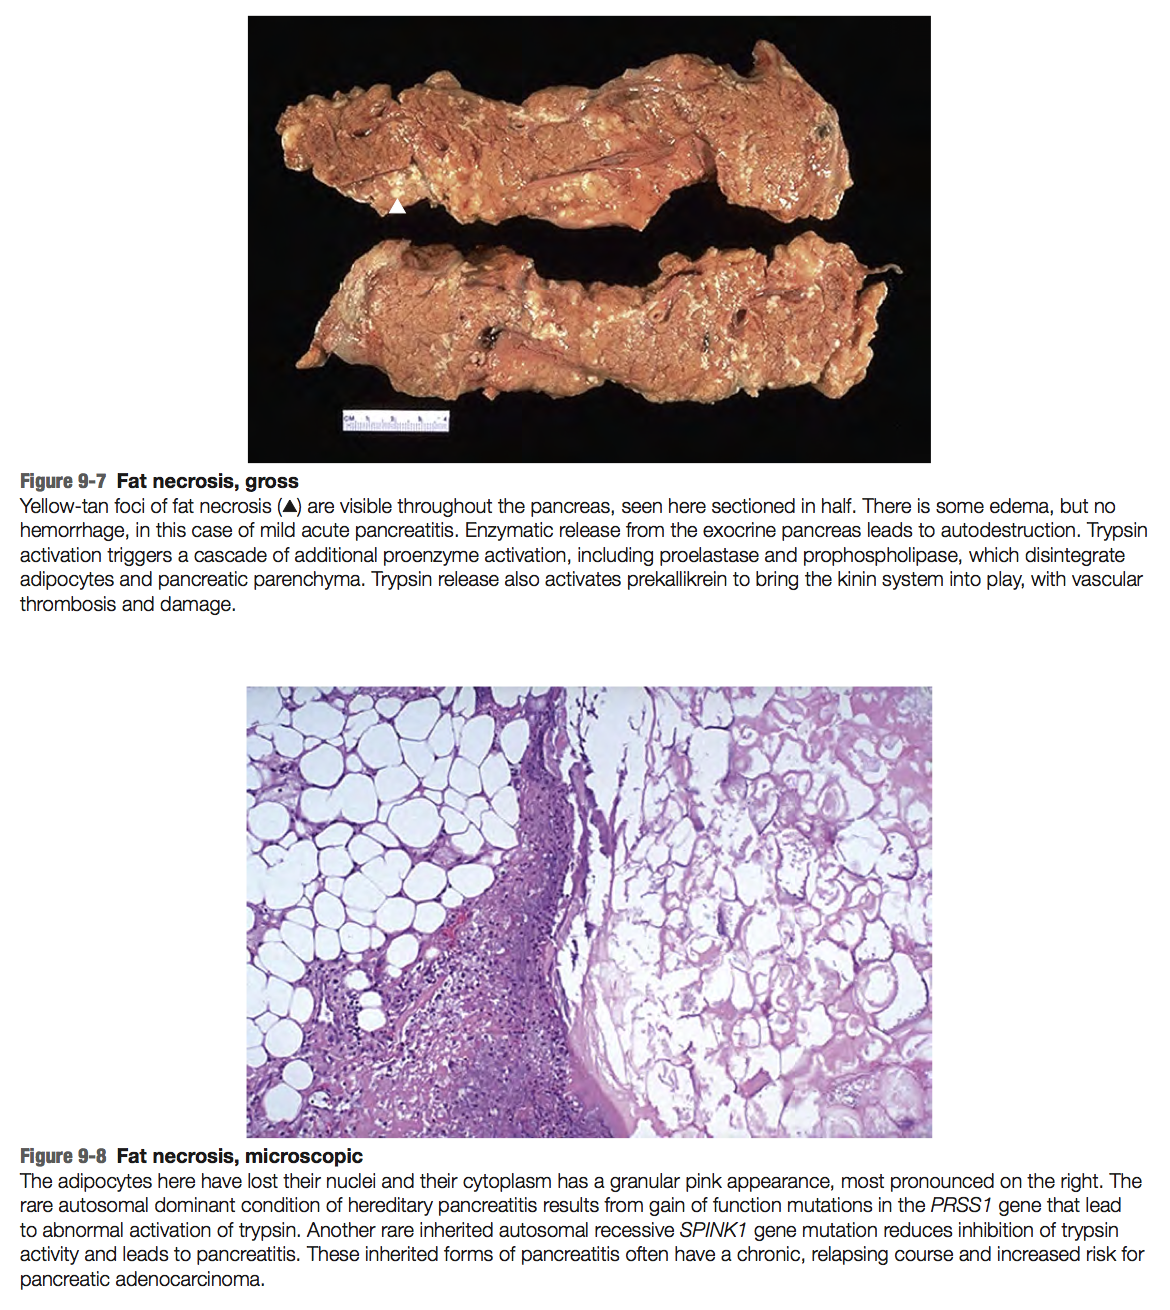 CM
4
Figure 9-7 Fat necrosis, gross
Yellow-tan foci of fat necrosis (▲) are visible throughout the pancreas, seen here sectioned in half. There is some edema, but no
hemorrhage, in this case of mild acute pancreatitis. Enzymatic release from the exocrine pancreas leads to autodestruction. Trypsin
activation triggers a cascade of additional proenzyme activation, including proelastase and prophospholipase, which disintegrate
adipocytes and pancreatic parenchyma. Trypsin release also activates prekallikrein to bring the kinin system into play, with vascular
thrombosis and damage.
Figure 9-8 Fat necrosis, microscopic
The adipocytes here have lost their nuclei and their cytoplasm has a granular pink appearance, most pronounced on the right. The
rare autosomal dominant condition of hereditary pancreatitis results from gain of function mutations in the PRSS1 gene that lead
to abnormal activation of trypsin. Another rare inherited autosomal recessive SPINK1 gene mutation reduces inhibition of trypsin
activity and leads to pancreatitis. These inherited forms of pancreatitis often have a chronic, relapsing course and increased risk for
pancreatic adenocarcinoma.